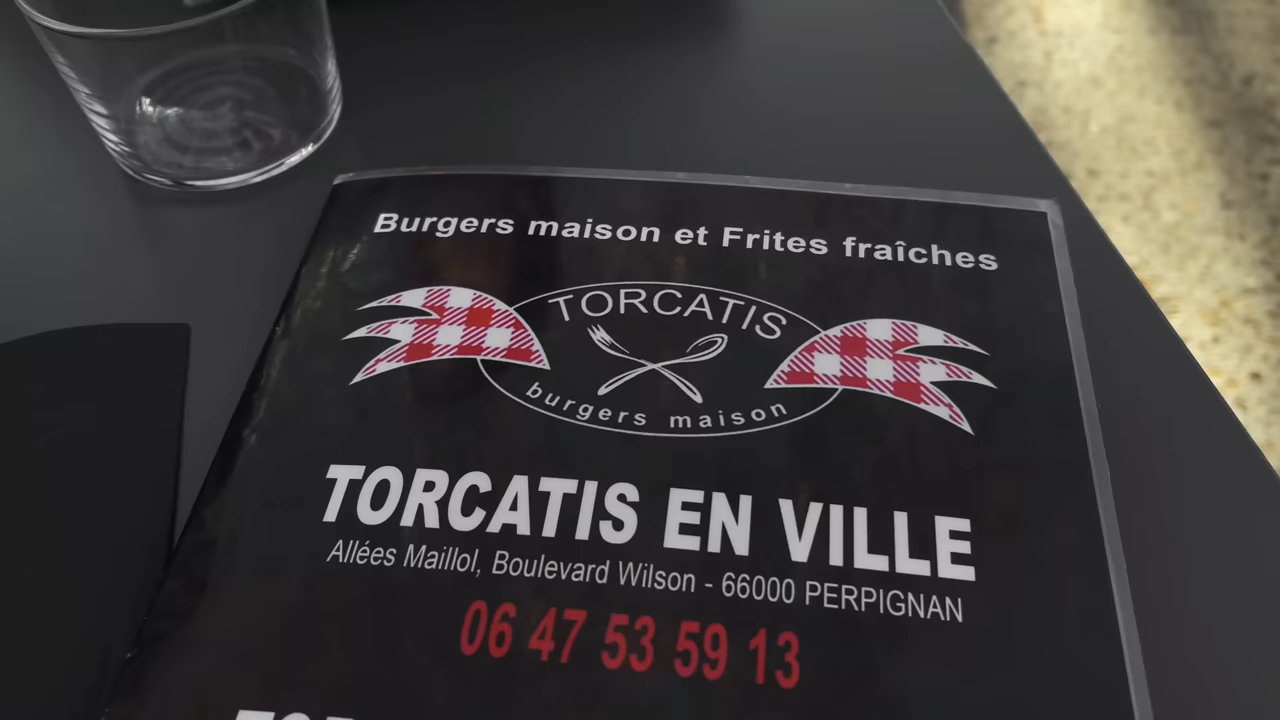 Burgers maison et Frites fraîches
TORCATIS
burgers maison
TORCATIS EN VILLE
Allées Maillol, Boulevard Wilson - 66000 PERPIGNAN
06 47 53 59 13